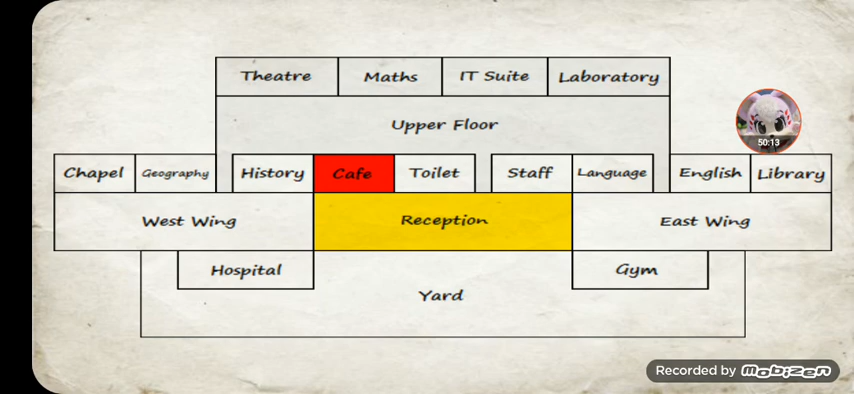 Theatre Maths IT Suite Laboratory
Upper Floor
50:13
Chapel Geography History Cafe Toilet Staff Language English Library
West Wing Reception East Wing
Hospital Gym
Yard
Recorded by mobizen